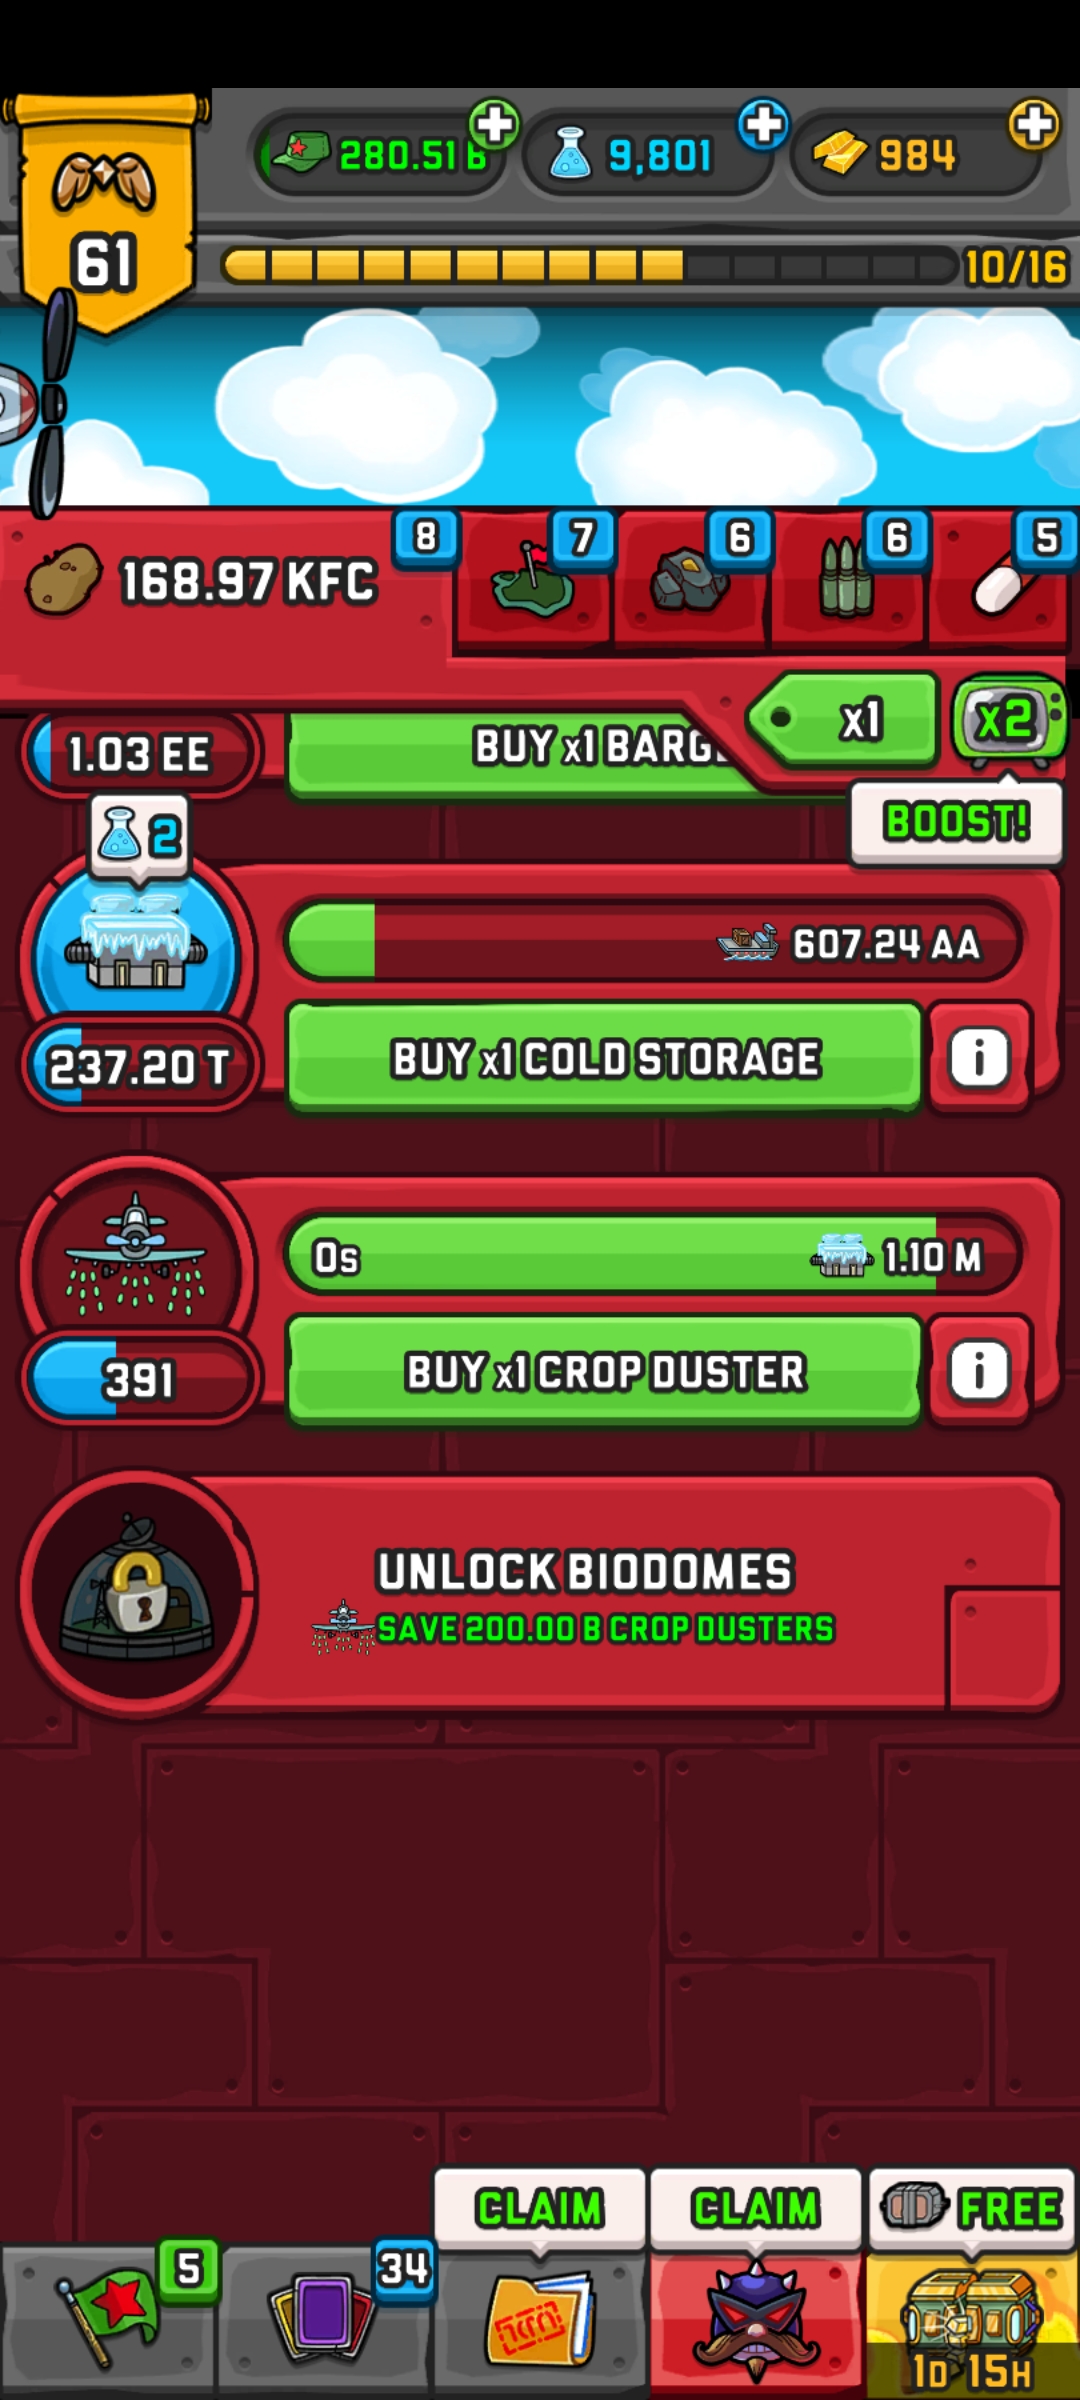 61
280.51 B
9,801
984
10/16
168.97 KFC
8
7
6
6
5
x1
x2
BOOST!
1.03 EE
BUY x1 BARG
2
607.24 AA
237.20 T
BUY x1 COLD STORAGE
i
0s
1.10 M
391
BUY x1 CROP DUSTER
i
UNLOCK BIODOMES
SAVE 200.00 B CROP DUSTERS
CLAIM
CLAIM
FREE
5
34
1D 15H